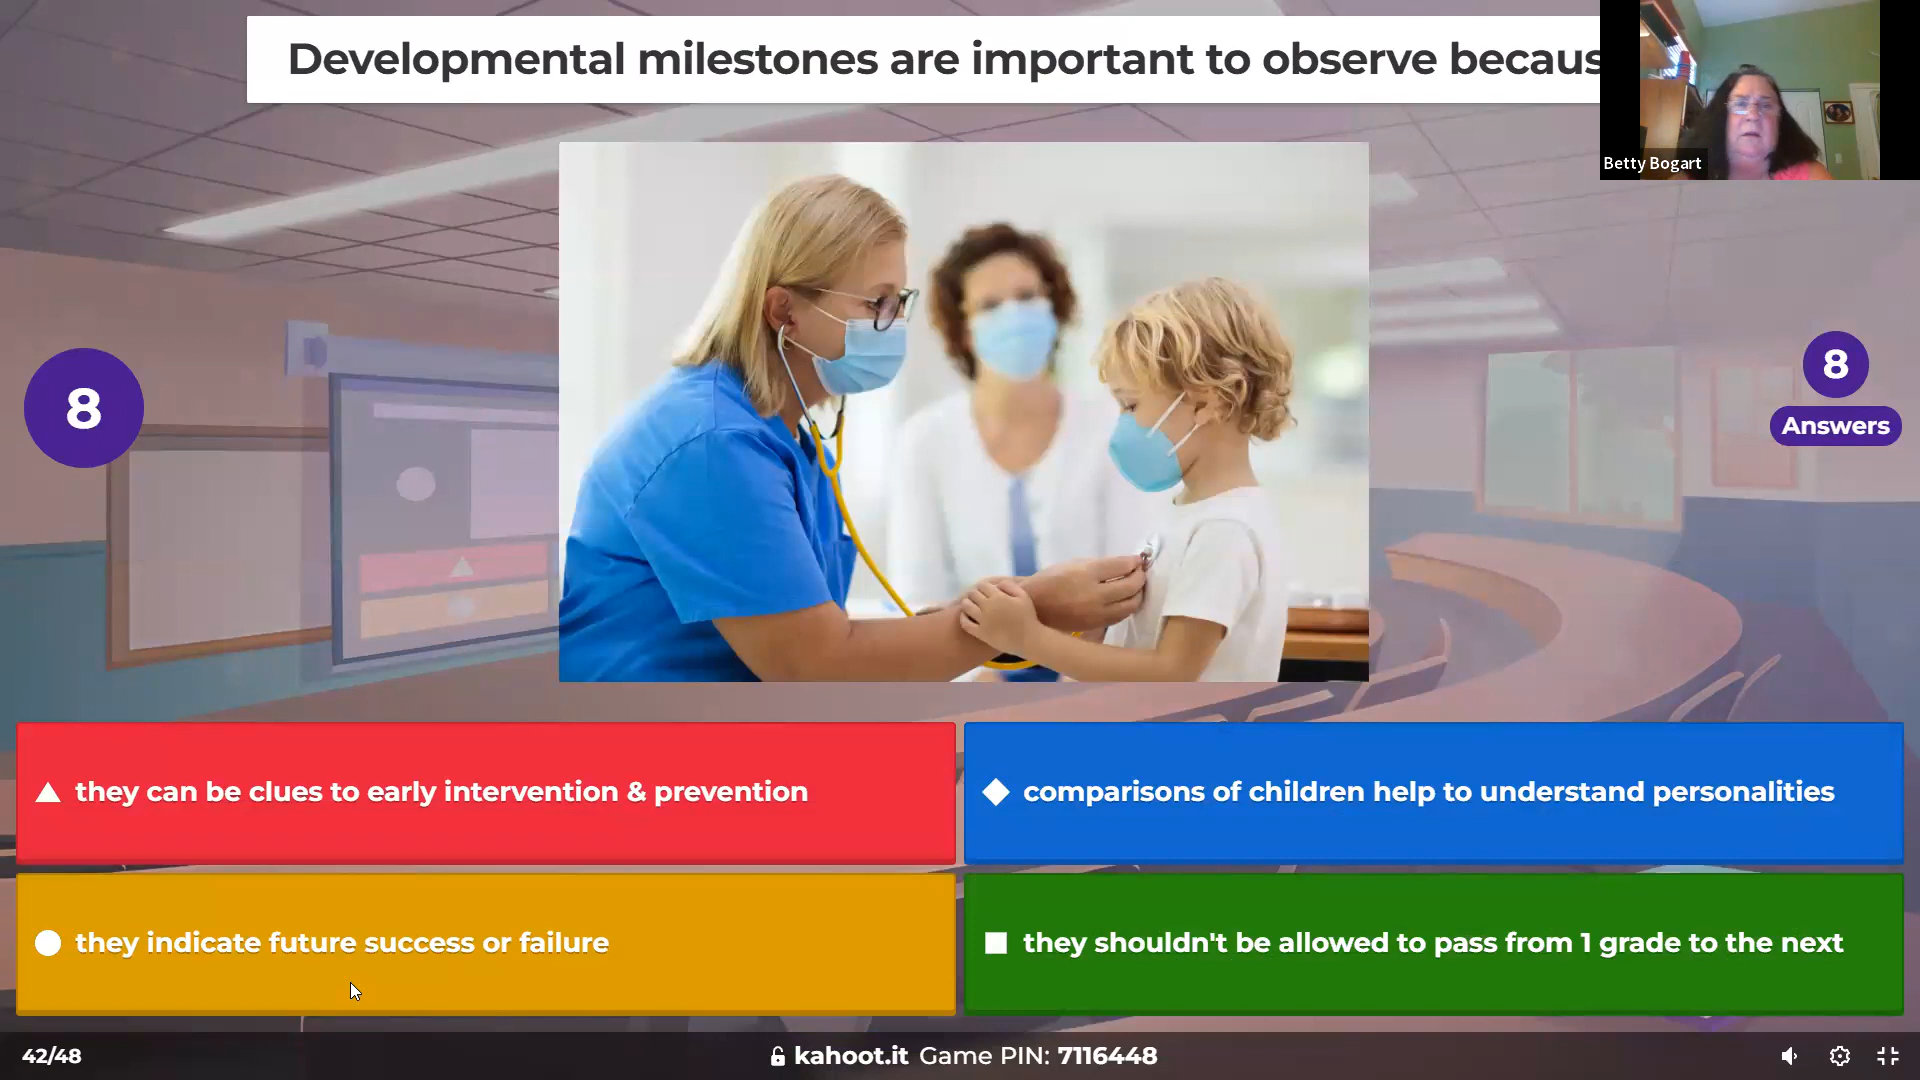 Developmental milestones are important to observe becaus
Betty Bogart
8
8
Answers
they can be clues to early intervention & prevention
comparisons of children help to understand personalities
they indicate future success or failure
they shouldn't be allowed to pass from 1 grade to the next
42/48
kahoot.it Game PIN: 7116448